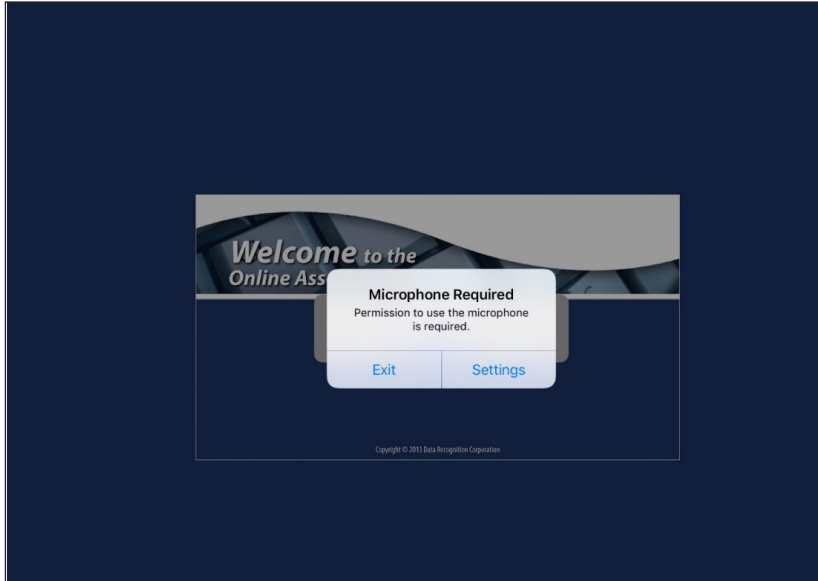 Welcome to the
Online Ass
Microphone Required
Permission to use the microphone
is required.
Exit Settings
Copyright © 2013 Data Recognition Corporation